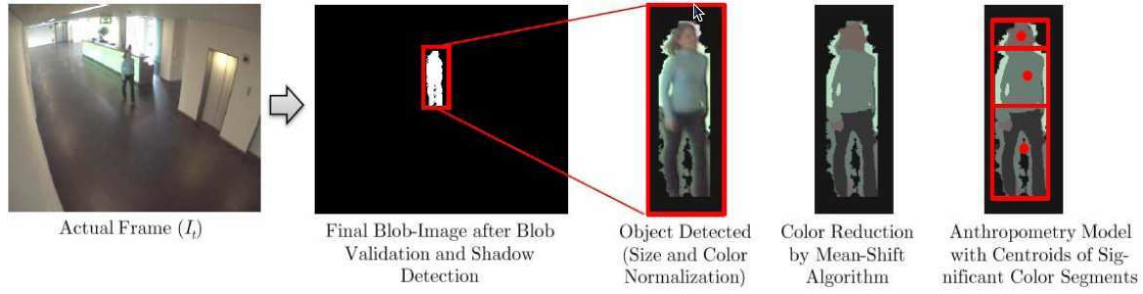 Actual Frame (I_t)
Final Blob-Image after Blob
Validation and Shadow
Detection
Object Detected
(Size and Color
Normalization)
Color Reduction
by Mean-Shift
Algorithm
Anthropometry Model
with Centroids of Sig-
nificant Color Segments